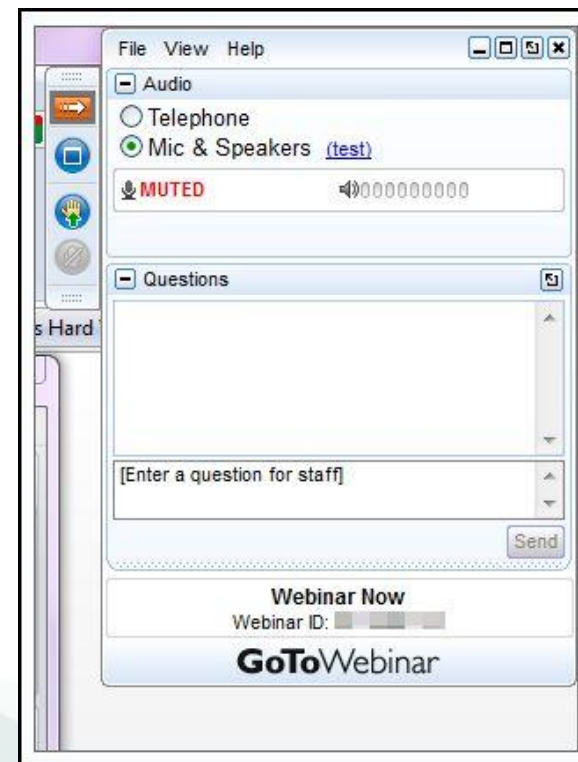 File View Help
Audio
Telephone
Mic & Speakers (test)
MUTED 000000000
Questions
s Hard
[Enter a question for staff]
Send
Webinar Now
Webinar ID:
GoToWebinar